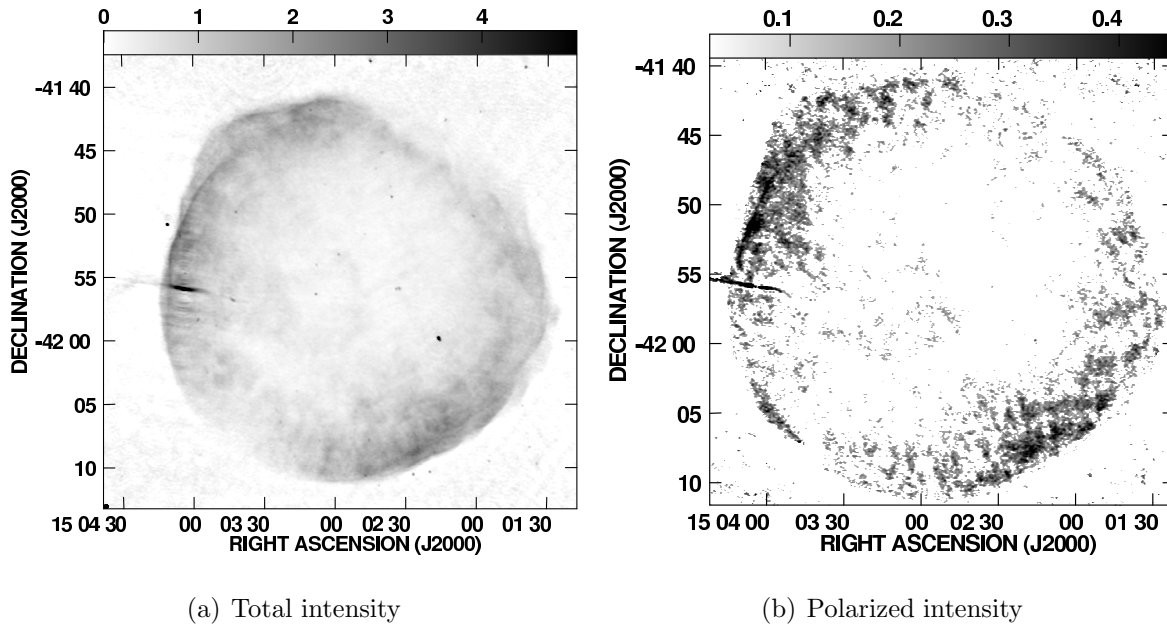 0 1 2 3 4
-41 40
45
50
55
-42 00
05
10
DECLINATION (J2000)
15 04 30 00 03 30 00 02 30 00 01 30
RIGHT ASCENSION (J2000)
(a) Total intensity
0.1 0.2 0.3 0.4
-41 40
45
50
55
-42 00
05
10
DECLINATION (J2000)
15 04 00 03 30 00 02 30 00 01 30
RIGHT ASCENSION (J2000)
(b) Polarized intensity